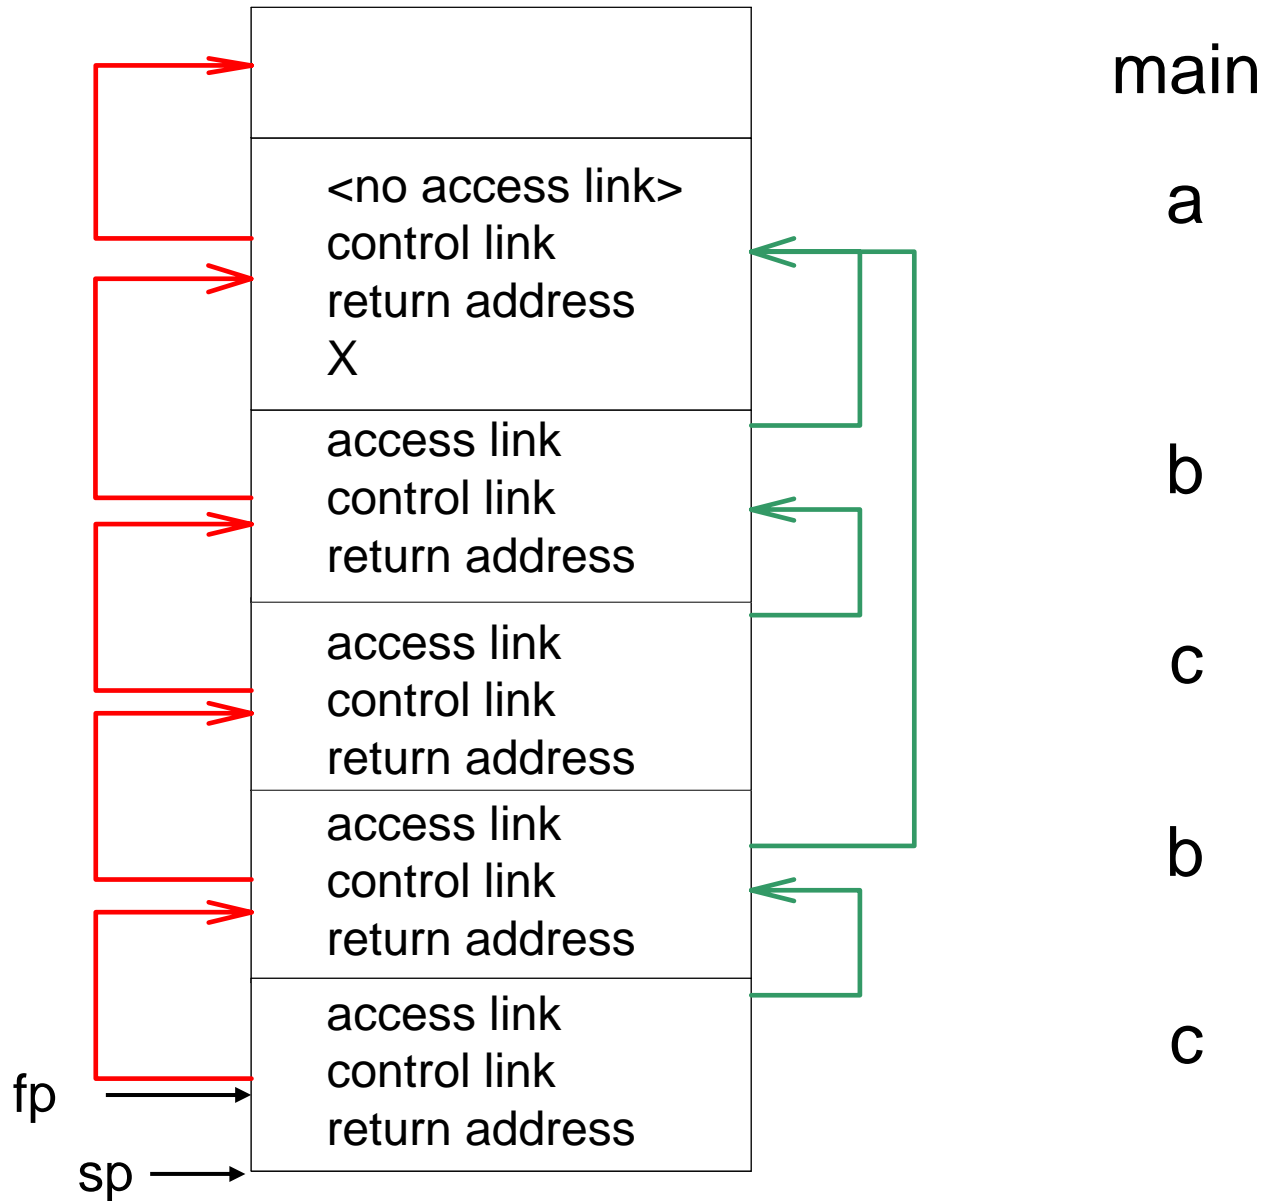 main
<no access link>
control link
return address
X
a
access link
control link
return address
b
access link
control link
return address
c
access link
control link
return address
b
access link
control link
return address
c
fp
sp